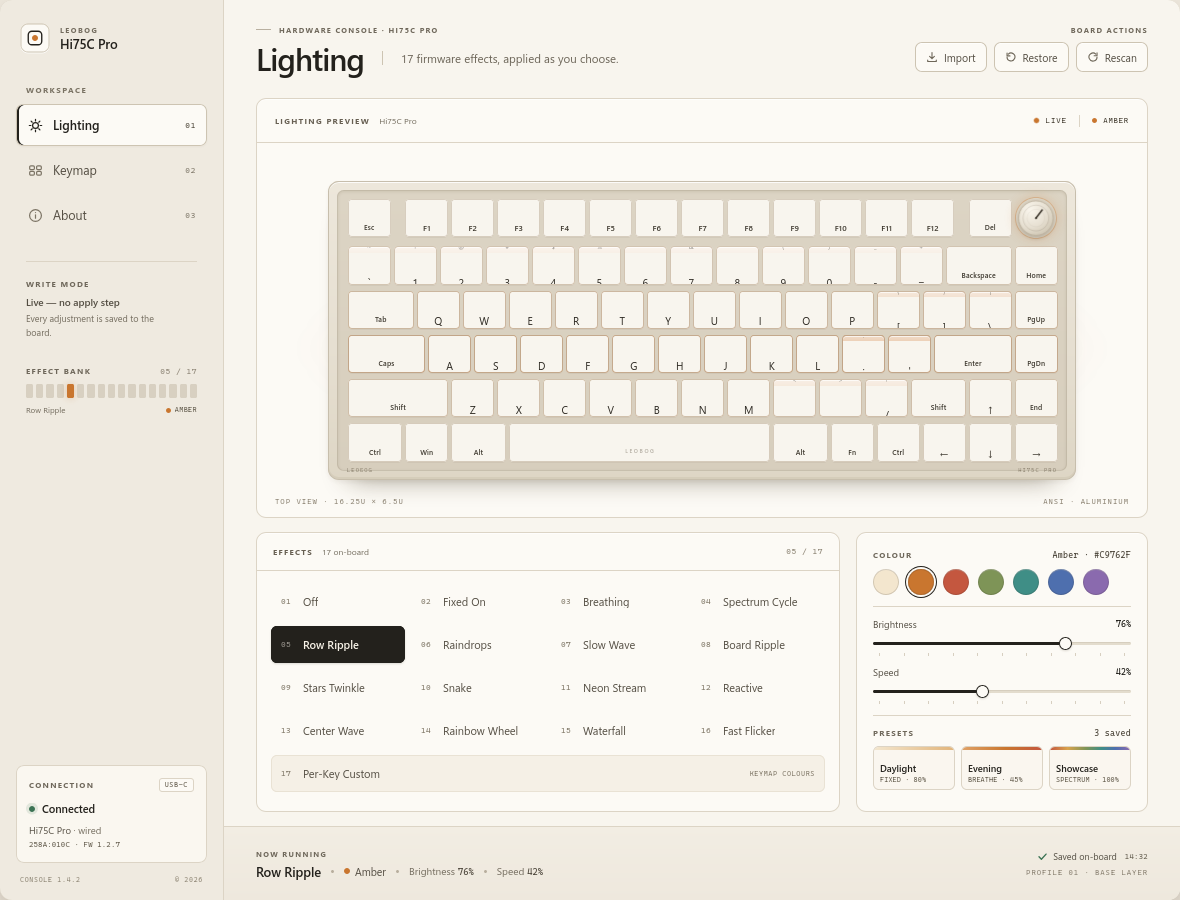 LEOBOG
Hi75C Pro
WORKSPACE
Lighting 01
Keymap 02
About 03
WRITE MODE
Live — no apply step
Every adjustment is saved to the
board.
EFFECT BANK 05 / 17
Row Ripple AMBER
CONNECTION USB-C
Connected
Hi75C Pro · wired
258A:010C · FW 1.2.7
CONSOLE 1.4.2 © 2026
HARDWARE CONSOLE · HI75C PRO
Lighting
17 firmware effects, applied as you choose.
BOARD ACTIONS
Import Restore Rescan
LIGHTING PREVIEW Hi75C Pro
LIVE AMBER
Esc F1 F2 F3 F4 F5 F6 F7 F8 F9 F10 F11 F12 Del
` 1 2 3 4 5 6 7 8 9 0 - = Backspace Home
Tab Q W E R T Y U I O P [ ] \ PgUp
Caps A S D F G H J K L Enter PgDn
Shift Z X C V B N M / Shift ↑ End
Ctrl Win Alt LEOBOG Alt Fn Ctrl ← ↓ →
LEOBOG HI75C PRO
TOP VIEW · 16.25U × 6.5U ANSI · ALUMINIUM
EFFECTS 17 on-board 05 / 17
01 Off 02 Fixed On 03 Breathing 04 Spectrum Cycle
05 Row Ripple 06 Raindrops 07 Slow Wave 08 Board Ripple
09 Stars Twinkle 10 Snake 11 Neon Stream 12 Reactive
13 Center Wave 14 Rainbow Wheel 15 Waterfall 16 Fast Flicker
17 Per-Key Custom KEYMAP COLOURS
COLOUR Amber · #C9762F
Brightness 76%
Speed 42%
PRESETS 3 saved
Daylight Evening Showcase
FIXED · 80% BREATHE · 45% SPECTRUM · 100%
NOW RUNNING
Row Ripple • Amber • Brightness 76% • Speed 42%
Saved on-board 14:32
PROFILE 01 · BASE LAYER